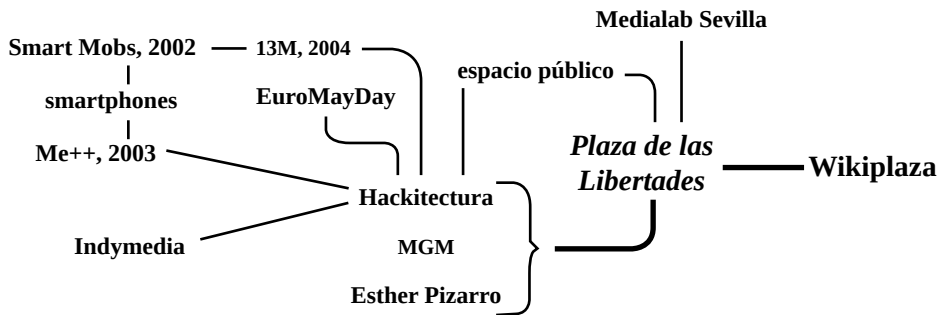 Medialab Sevilla
Smart Mobs, 2002
13M, 2004
espacio público
smartphones
EuroMayDay
Me++, 2003
Plaza de las
Libertades
Wikiplaza
Hackitectura
Indymedia
MGM
Esther Pizarro